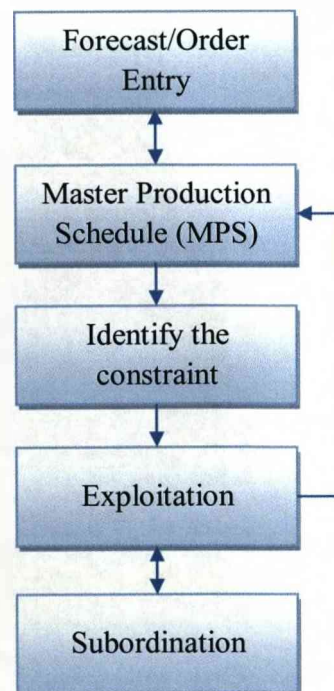 Forecast/Order
Entry
Master Production
Schedule (MPS)
Identify the
constraint
Exploitation
Subordination